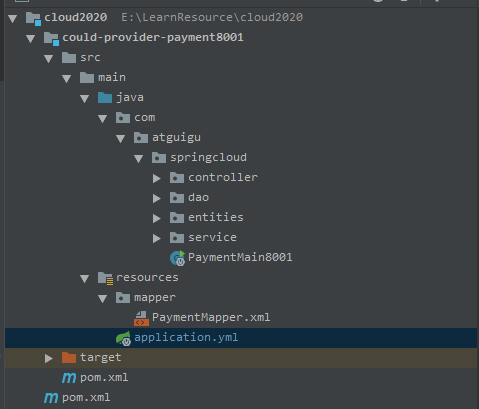 cloud2020 E:\LearnResource\cloud2020
could-provider-payment8001
src
main
java
com
atguigu
springcloud
controller
dao
entities
service
PaymentMain8001
resources
mapper
PaymentMapper.xml
application.yml
target
pom.xml
pom.xml